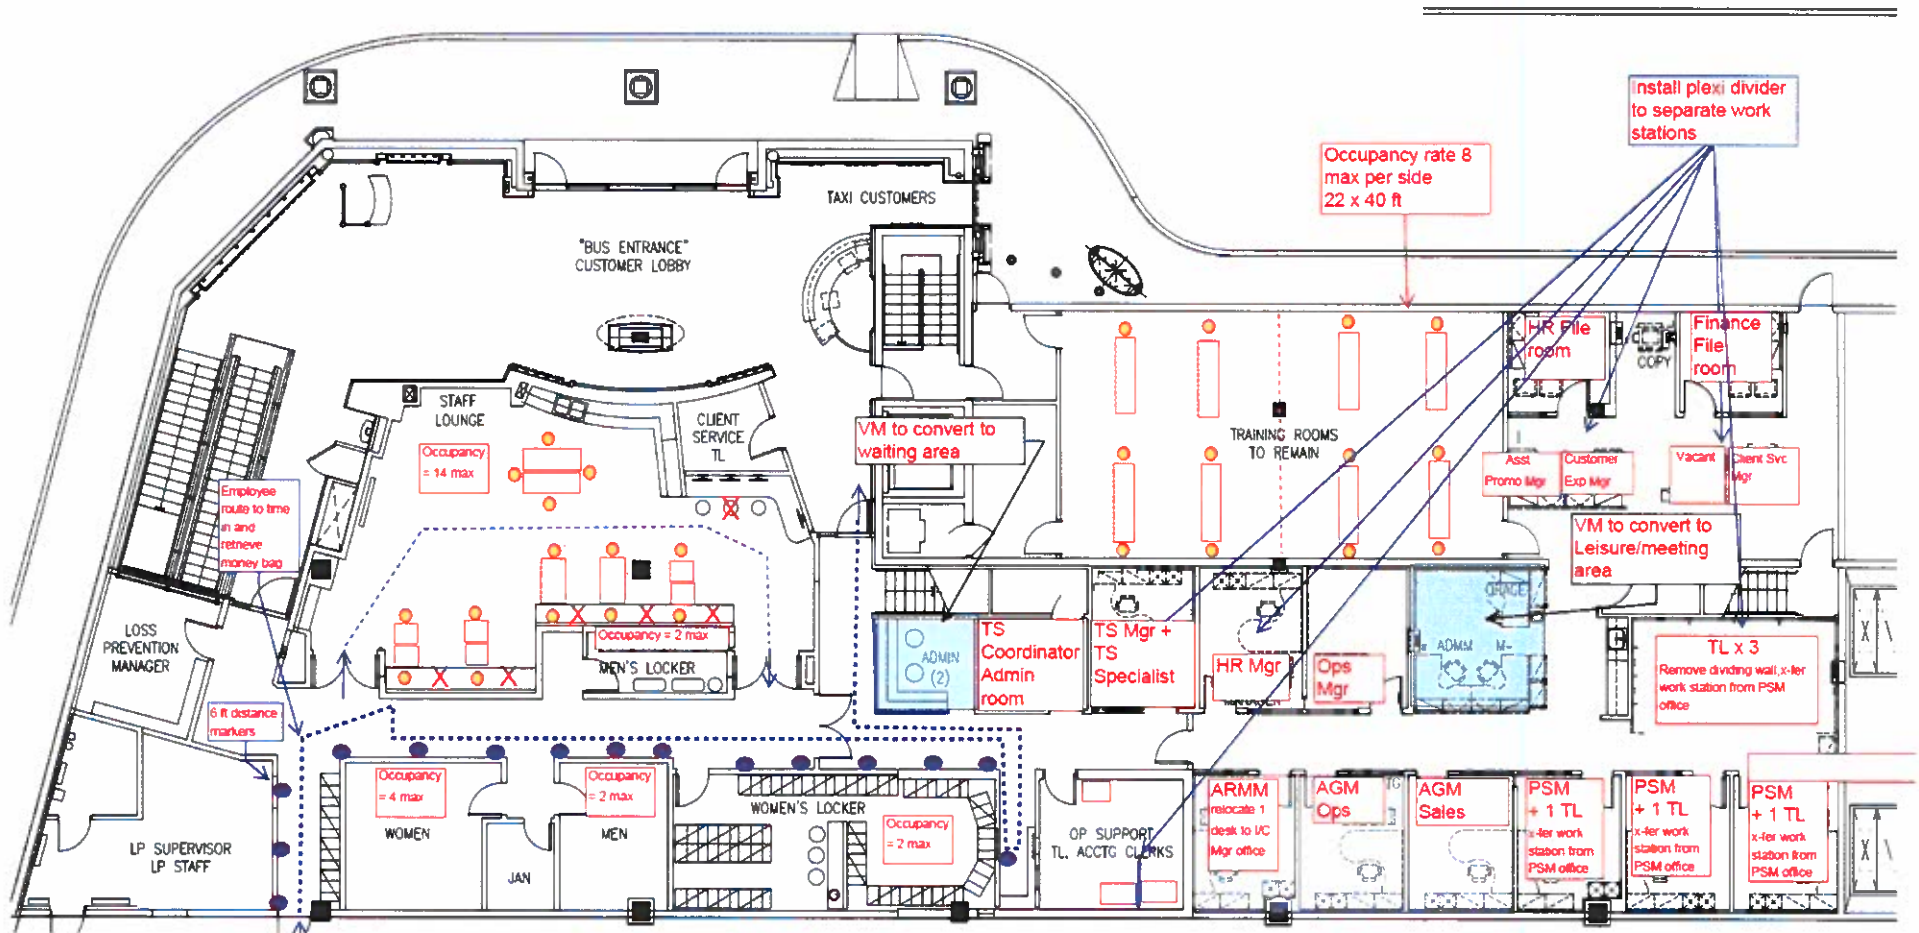 Install plexi divider
to separate work
stations
Occupancy rate 8
max per side
22 x 40 ft
TAXI CUSTOMERS
"BUS ENTRANCE"
CUSTOMER LOBBY
HR File
room
COPY
Finance
File
room
STAFF
LOUNGE
Occupancy
= 14 max
CLIENT
SERVICE
TL
VM to convert to
waiting area
TRAINING ROOMS
TO REMAIN
Asst
Promo Mgr
Customer
Exp Mgr
Vacant
Client Svc
Mgr
Employee
route to time
in and
retrieve
money bag
VM to convert to
Leisure/meeting
area
LOSS
PREVENTION
MANAGER
Occupancy = 2 max
MEN'S LOCKER
ADMIN
(2)
TS
Coordinator
Admin
room
TS Mgr +
TS
Specialist
HR Mgr
Ops
Mgr
ADMM
TL x 3
Remove dividing wall,x-fer
work station from PSM
office
6 ft distance
markers
Occupancy
= 4 max
WOMEN
Occupancy
= 2 max
MEN
JAN
WOMEN'S LOCKER
Occupancy
= 2 max
LP SUPERVISOR
LP STAFF
OP SUPPORT
TL, ACCTG CLERKS
ARMM
relocate 1
desk to I/C
Mgr office
AGM
Ops
AGM
Sales
PSM
+ 1 TL
x-fer work
station from
PSM office
PSM
+ 1 TL
x-fer work
station from
PSM office
PSM
+ 1 TL
x-fer work
station from
PSM office